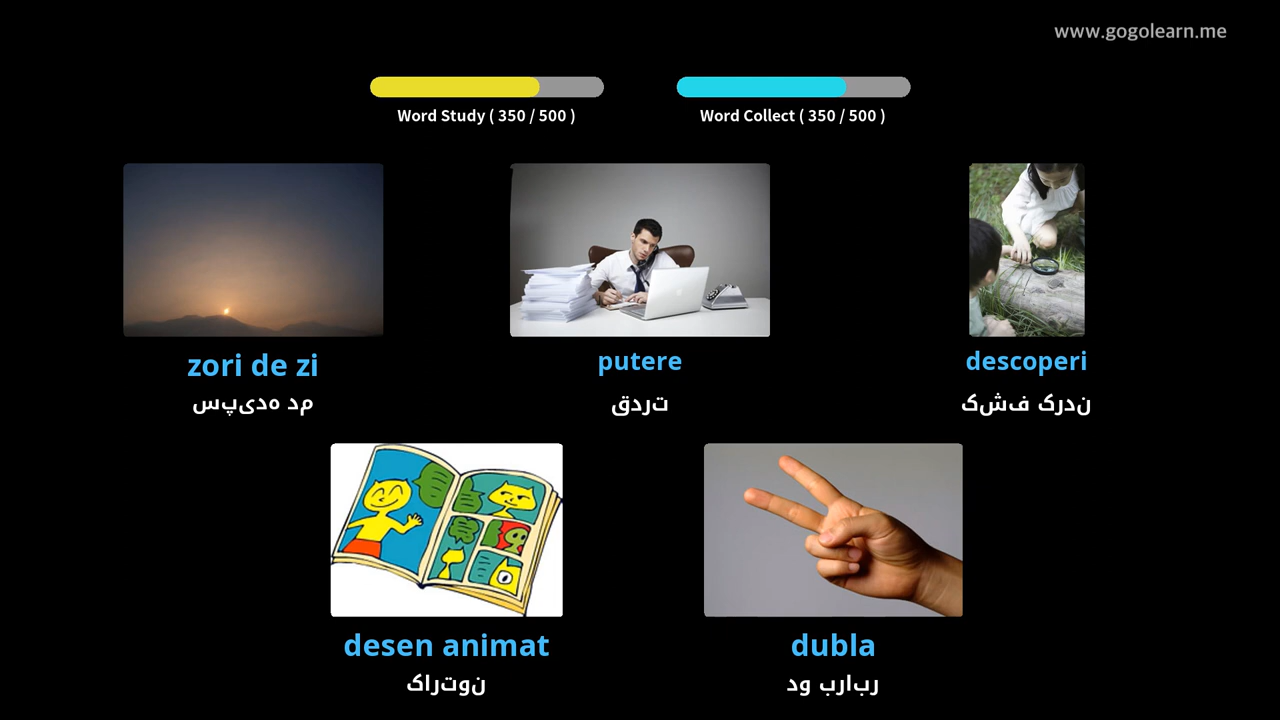 www.gogolearn.me
Word Study ( 350 / 500 )
Word Collect ( 350 / 500 )
zori de zi
مد هدیپس
putere
تردق
descoperi
ندرک فشک
desen animat
نوتراک
dubla
ربارب ود